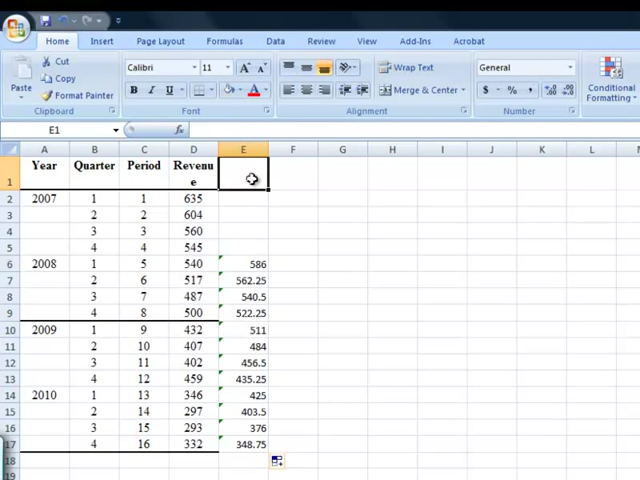 Home Insert Page Layout Formulas Data Review View Add-Ins Acrobat
Paste Cut Calibri 11 A A Wrap Text General Conditional Formatting
Copy
Format Painter B I U A Merge & Center $ % ,
Clipboard Font Alignment Number
E1 fx
A B C D E F G H I J K L
1 Year Quarter Period Revenu
e
2 2007 1 1 635
3 2 2 604
4 3 3 560
5 4 4 545
6 2008 1 5 540 586
7 2 6 517 562.25
8 3 7 487 540.5
9 4 8 500 522.25
10 2009 1 9 432 511
11 2 10 407 484
12 3 11 402 456.5
13 4 12 459 435.25
14 2010 1 13 346 425
15 2 14 297 403.5
16 3 15 293 376
17 4 16 332 348.75
18
19